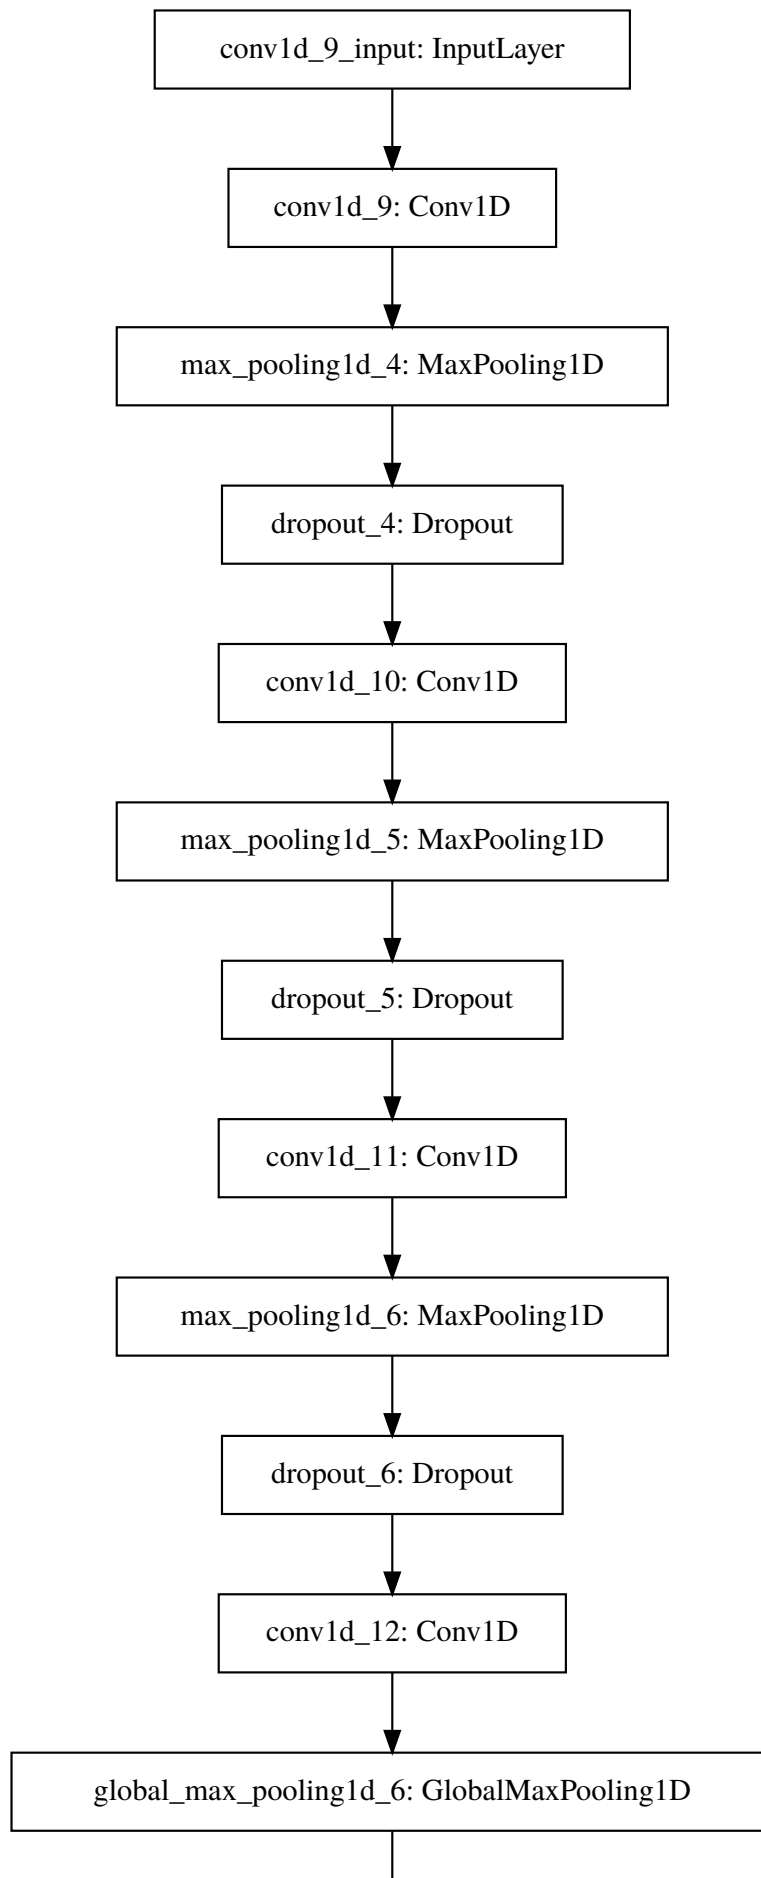 conv1d_9_input: InputLayer
conv1d_9: Conv1D
max_pooling1d_4: MaxPooling1D
dropout_4: Dropout
conv1d_10: Conv1D
max_pooling1d_5: MaxPooling1D
dropout_5: Dropout
conv1d_11: Conv1D
max_pooling1d_6: MaxPooling1D
dropout_6: Dropout
conv1d_12: Conv1D
global_max_pooling1d_6: GlobalMaxPooling1D